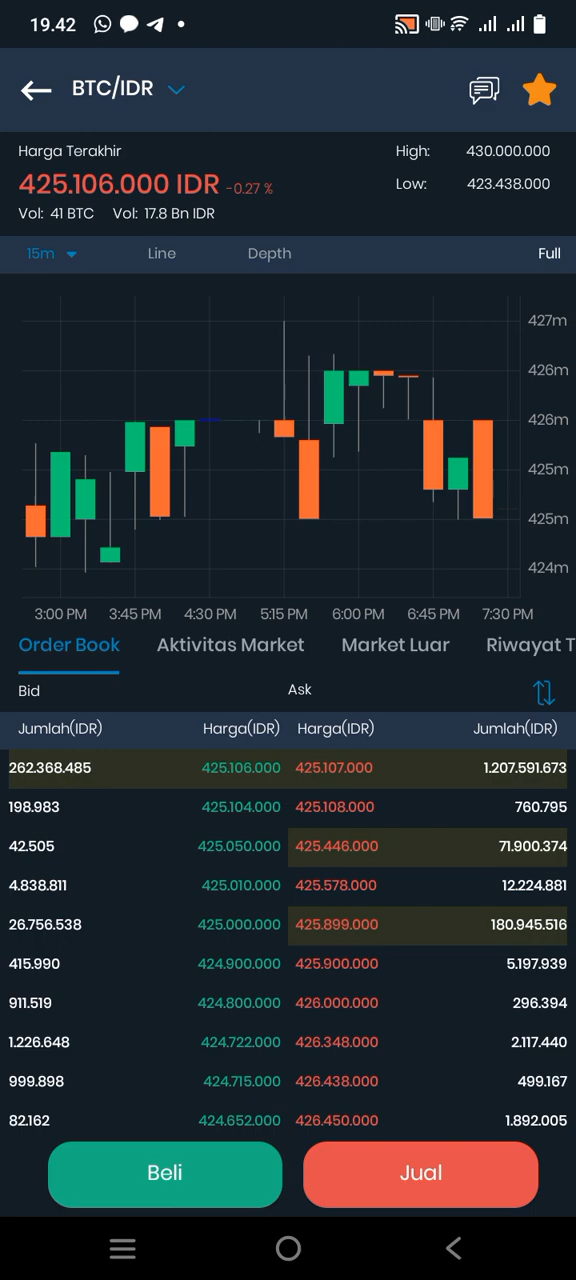 19.42
BTC/IDR
Harga Terakhir High: 430.000.000
425.106.000 IDR -0.27 % Low: 423.438.000
Vol: 41 BTC Vol: 17.8 Bn IDR
15m Line Depth Full
427m
426m
426m
425m
425m
424m
3:00 PM 3:45 PM 4:30 PM 5:15 PM 6:00 PM 6:45 PM 7:30 PM
Order Book Aktivitas Market Market Luar Riwayat T
Bid Ask
Jumlah(IDR) Harga(IDR) Harga(IDR) Jumlah(IDR)
262.368.485 425.106.000 425.107.000 1.207.591.673
198.983 425.104.000 425.108.000 760.795
42.505 425.050.000 425.446.000 71.900.374
4.838.811 425.010.000 425.578.000 12.224.881
26.756.538 425.000.000 425.899.000 180.945.516
415.990 424.900.000 425.900.000 5.197.939
911.519 424.800.000 426.000.000 296.394
1.226.648 424.722.000 426.348.000 2.117.440
999.898 424.715.000 426.438.000 499.167
82.162 424.652.000 426.450.000 1.892.005
Beli Jual